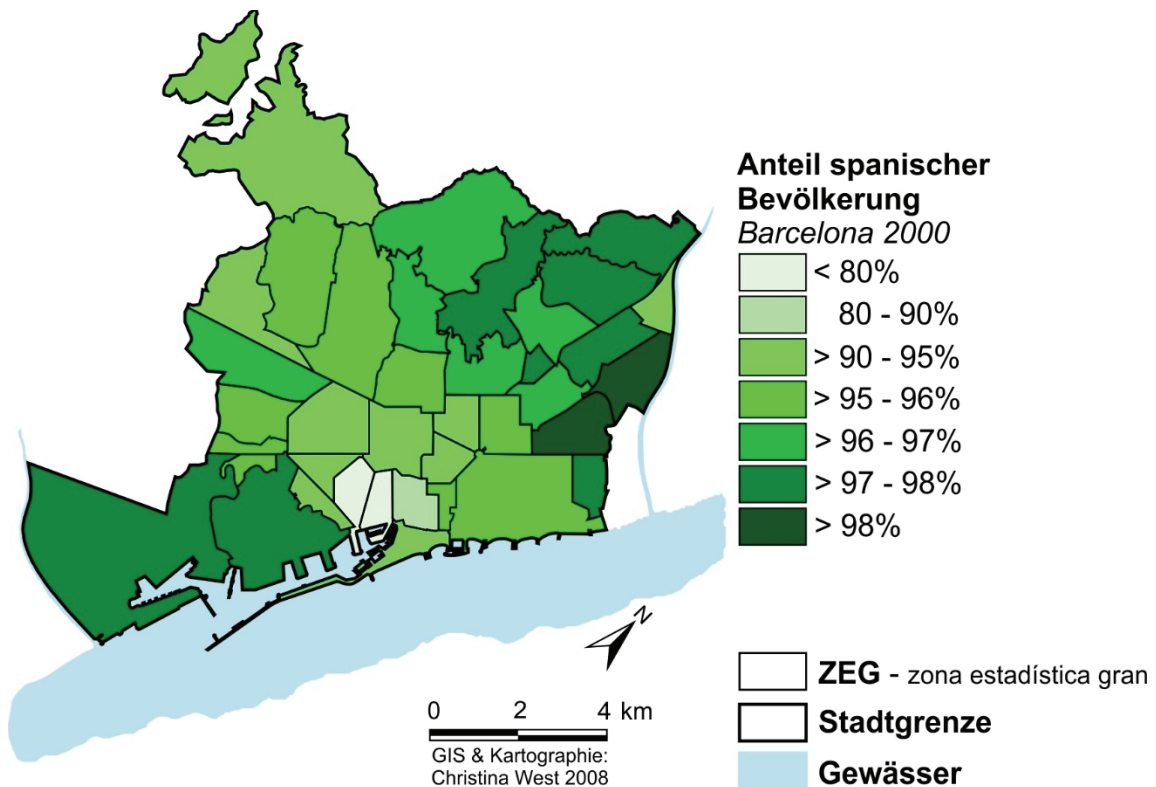 Anteil spanischer
Bevölkerung
Barcelona 2000
< 80%
80 - 90%
> 90 - 95%
> 95 - 96%
> 96 - 97%
> 97 - 98%
> 98%
N
0 2 4 km
GIS & Kartographie:
Christina West 2008
ZEG - zona estadística gran
Stadtgrenze
Gewässer